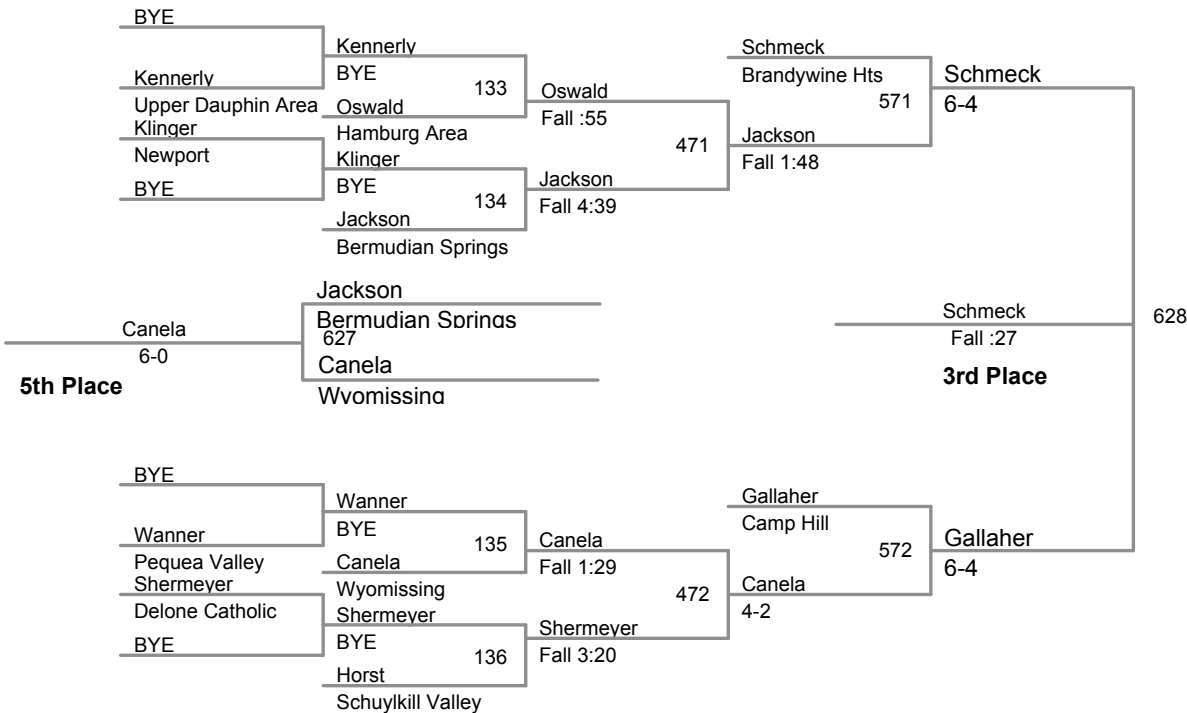 BYE
Kennerly
Upper Dauphin Area
Klinger
Newport
BYE
Kennerly
BYE
133
Oswald
Hamburg Area
Klinger
BYE
134
Jackson
Bermudian Springs
Oswald
Fall :55
471
Jackson
Fall 4:39
Schmeck
Brandywine Hts
571
Jackson
Fall 1:48
Schmeck
6-4
Jackson
Bermudian Springs
627
Canela
Wyomissing
Canela
6-0
5th Place
Schmeck
Fall :27
3rd Place
628
BYE
Wanner
Pequea Valley
Shermeyer
Delone Catholic
BYE
Wanner
BYE
135
Canela
Wyomissing
Shermeyer
BYE
136
Horst
Schuylkill Valley
Canela
Fall 1:29
472
Shermeyer
Fall 3:20
Gallaher
Camp Hill
572
Canela
4-2
Gallaher
6-4